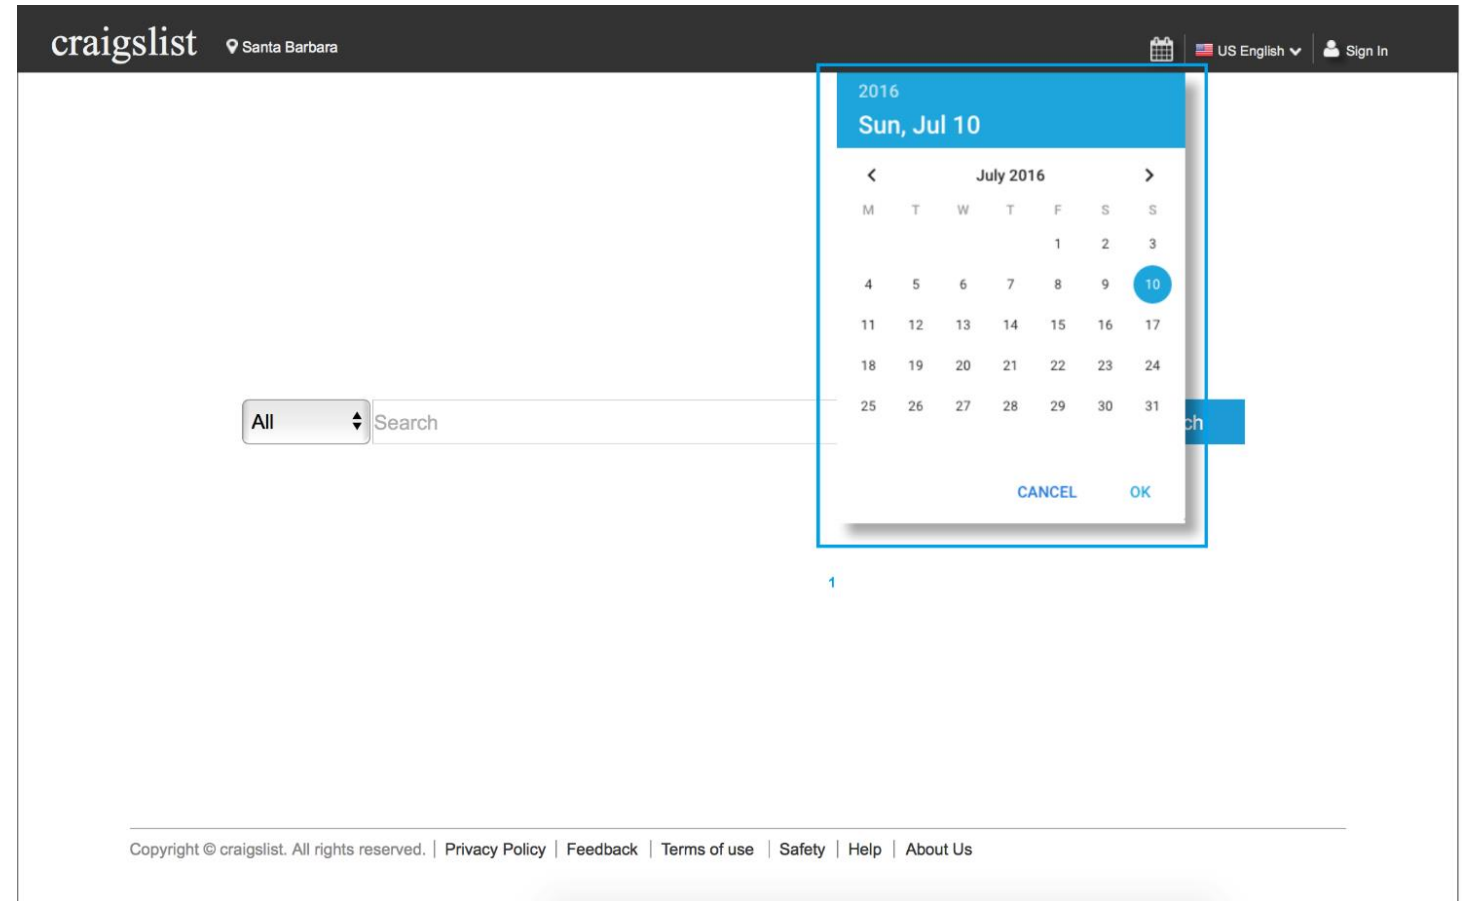 craigslist Santa Barbara US English Sign In
2016
Sun, Jul 10
July 2016
M T W T F S S
1 2 3
4 5 6 7 8 9 10
11 12 13 14 15 16 17
18 19 20 21 22 23 24
25 26 27 28 29 30 31
All Search ch
CANCEL OK
1
Copyright © craigslist. All rights reserved. | Privacy Policy | Feedback | Terms of use | Safety | Help | About Us